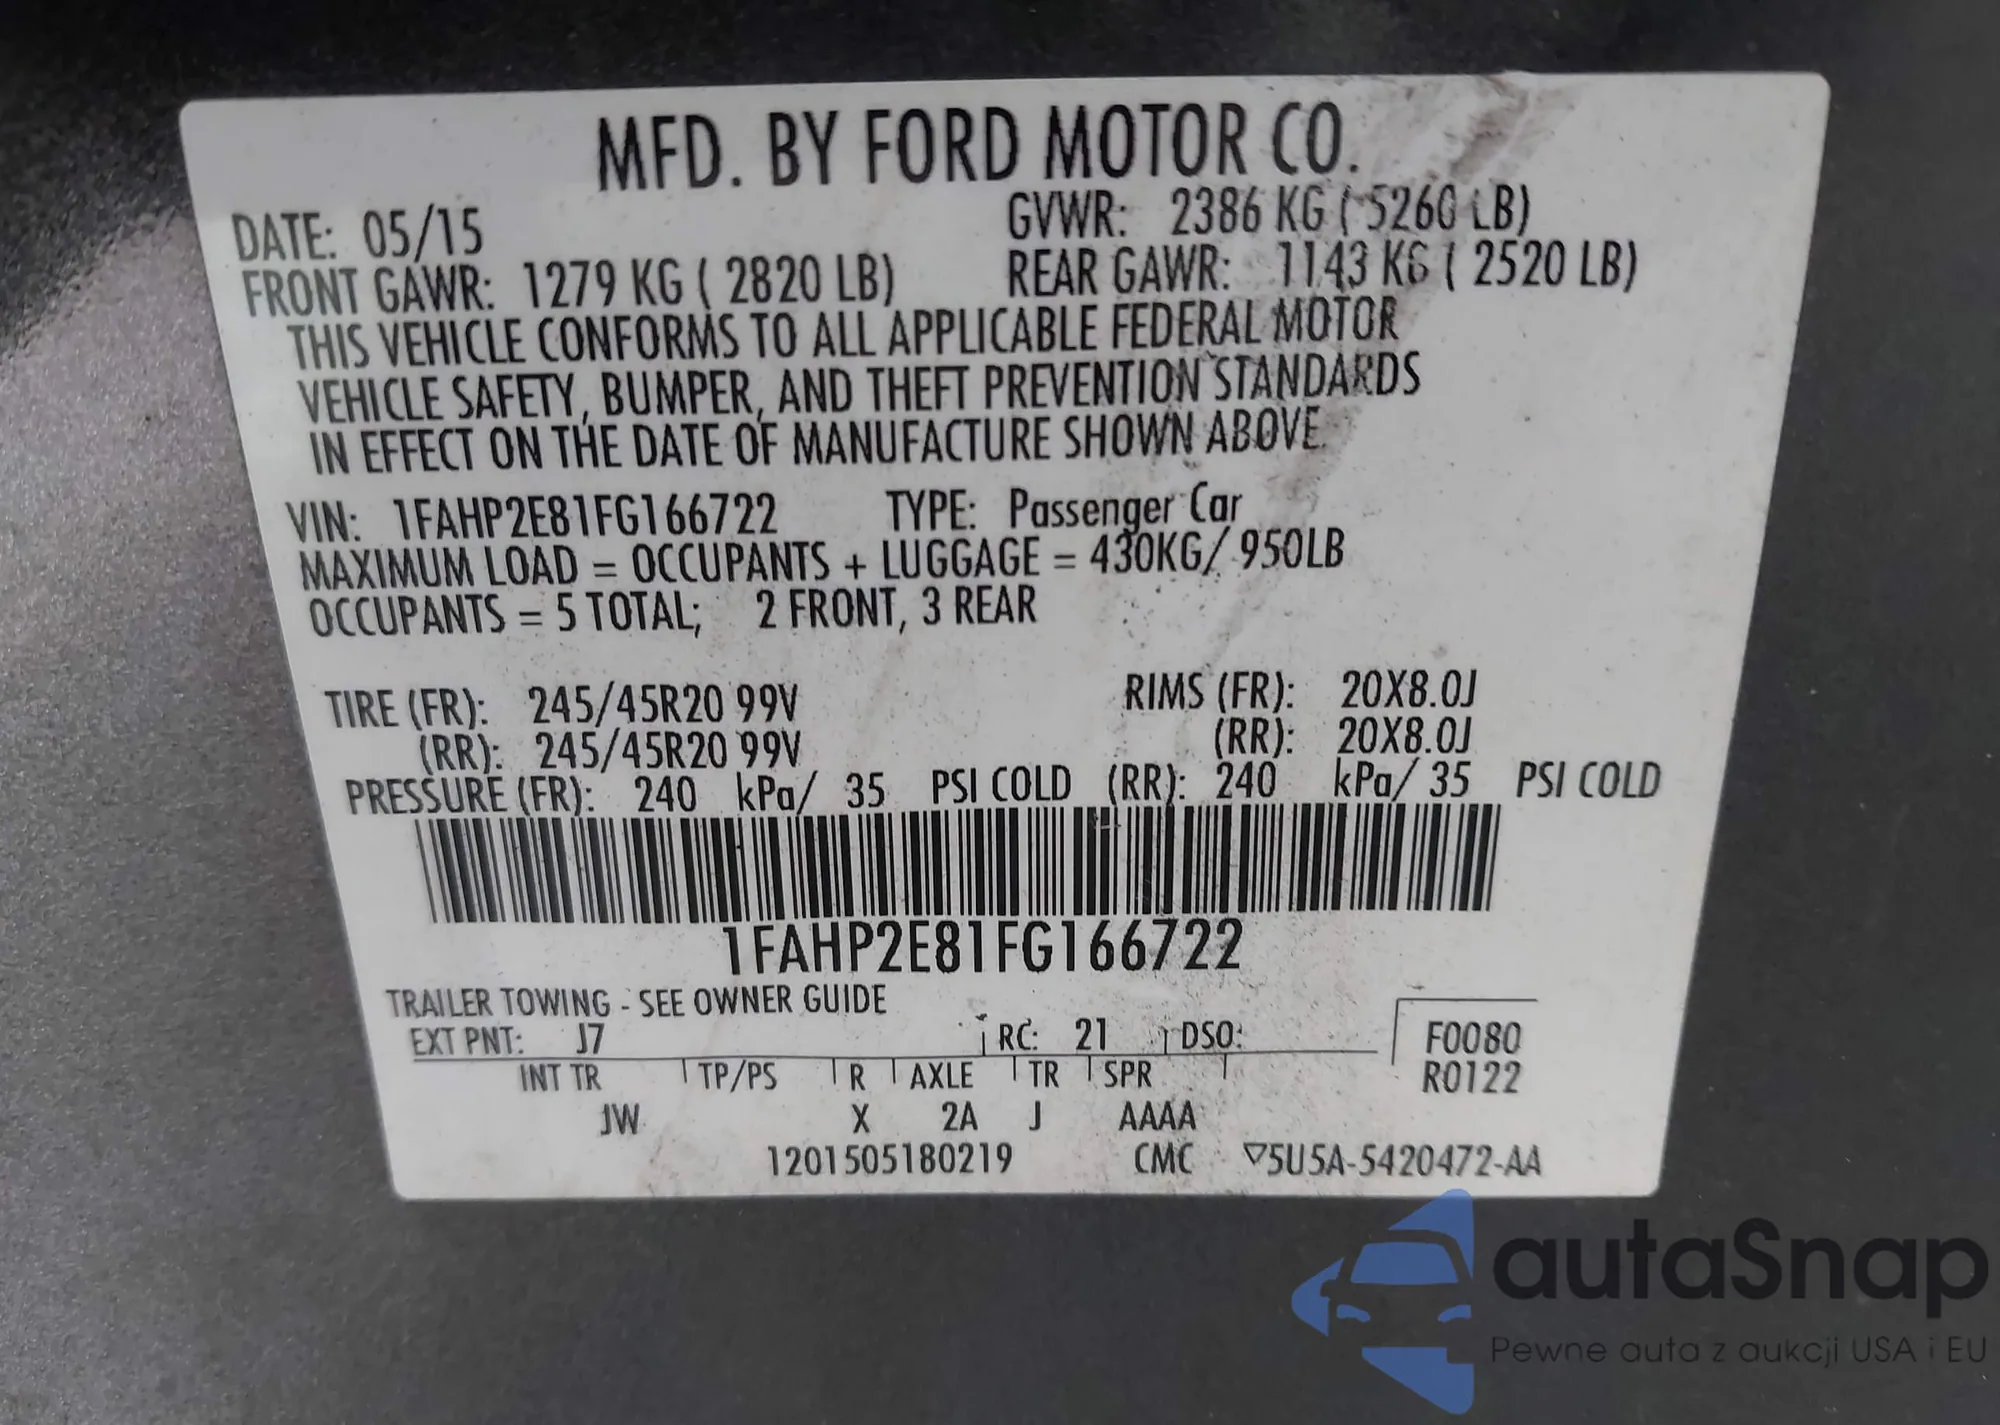 MFD. BY FORD MOTOR CO.
DATE: 05/15 GVWR: 2386 KG ( 5260 LB)
FRONT GAWR: 1279 KG ( 2820 LB) REAR GAWR: 1143 KG ( 2520 LB)
THIS VEHICLE CONFORMS TO ALL APPLICABLE FEDERAL MOTOR
VEHICLE SAFETY, BUMPER, AND THEFT PREVENTION STANDARDS
IN EFFECT ON THE DATE OF MANUFACTURE SHOWN ABOVE.
VIN: 1FAHP2E81FG166722 TYPE: Passenger Car
MAXIMUM LOAD = OCCUPANTS + LUGGAGE = 430KG/ 950LB
OCCUPANTS = 5 TOTAL; 2 FRONT, 3 REAR
TIRE (FR): 245/45R20 99V RIMS (FR): 20X8.0J
(RR): 245/45R20 99V (RR): 20X8.0J
PRESSURE (FR): 240 kPa/ 35 PSI COLD (RR): 240 kPa/ 35 PSI COLD
1FAHP2E81FG166722
TRAILER TOWING - SEE OWNER GUIDE
EXT PNT: J7 RC: 21 DSO: F0080
INT TR TP/PS R AXLE TR SPR R0122
JW X 2A J AAAA
1201505180219 CMC ▽5U5A-5420472-AA
autaSnap
Pewne auta z aukcji USA i EU